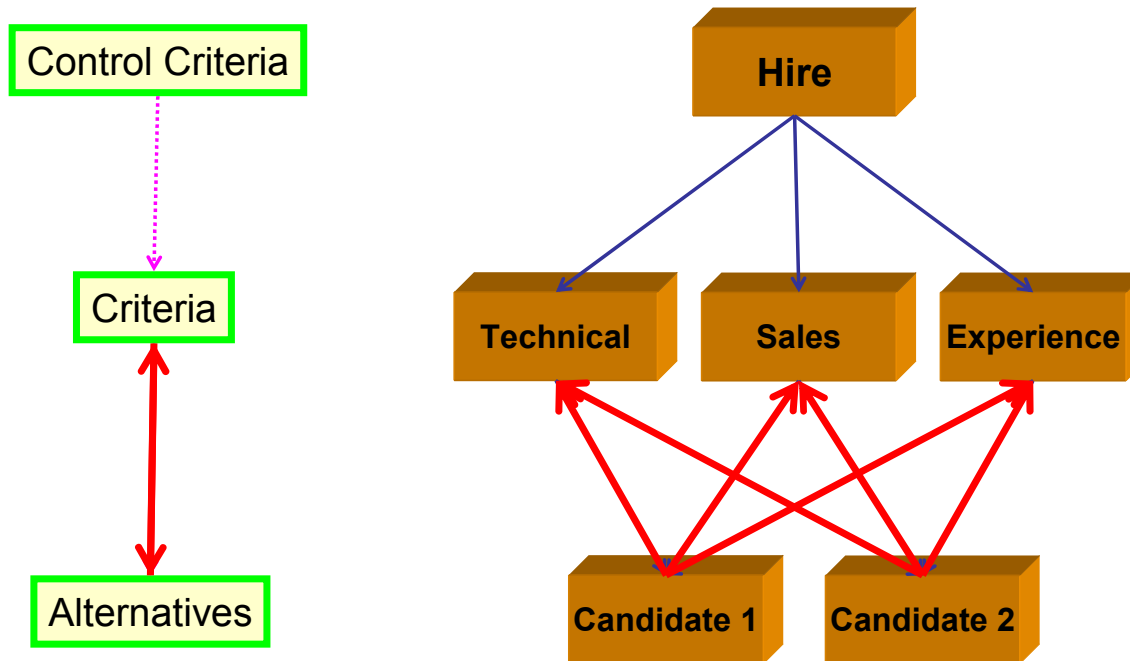 Control Criteria
Hire
Criteria
Technical
Sales
Experience
Alternatives
Candidate 1
Candidate 2